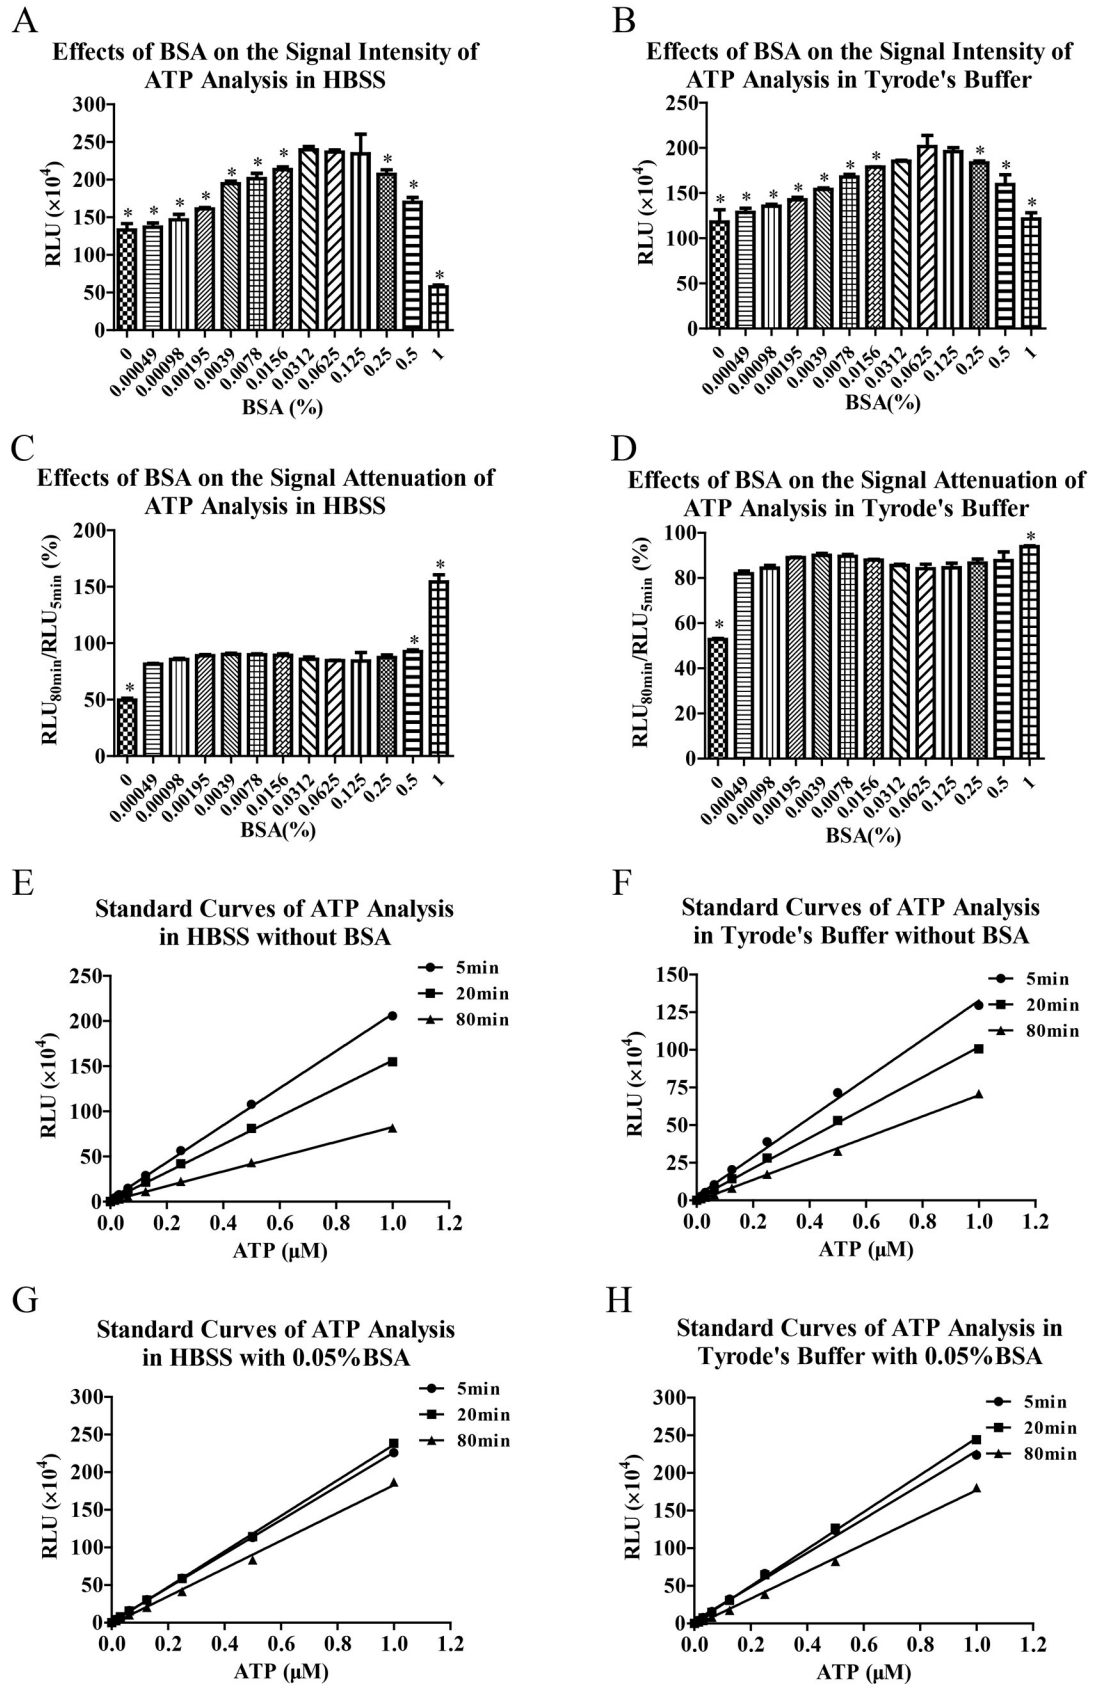 A
Effects of BSA on the Signal Intensity of
ATP Analysis in HBSS
RLU (×10⁴)
300
250
200
150
100
50
0
* * * * * * * * * *
0 0.00049 0.00098 0.00195 0.0039 0.0078 0.0156 0.0312 0.0625 0.125 0.25 0.5 1
BSA (%)
B
Effects of BSA on the Signal Intensity of
ATP Analysis in Tyrode's Buffer
RLU (×10⁴)
250
200
150
100
50
0
* * * * * * * * * *
0 0.00049 0.00098 0.00195 0.0039 0.0078 0.0156 0.0312 0.0625 0.125 0.25 0.5 1
BSA(%)
C
Effects of BSA on the Signal Attenuation of
ATP Analysis in HBSS
RLU80min/RLU5min (%)
200
150
100
50
0
* * *
0 0.00049 0.00098 0.00195 0.0039 0.0078 0.0156 0.0312 0.0625 0.125 0.25 0.5 1
BSA(%)
D
Effects of BSA on the Signal Attenuation of
ATP Analysis in Tyrode's Buffer
RLU80min/RLU5min (%)
100
80
60
40
20
0
* *
0 0.00049 0.00098 0.00195 0.0039 0.0078 0.0156 0.0312 0.0625 0.125 0.25 0.5 1
BSA(%)
E
Standard Curves of ATP Analysis
in HBSS without BSA
RLU (×10⁴)
250
200
150
100
50
0
5min
20min
80min
0.0 0.2 0.4 0.6 0.8 1.0 1.2
ATP (μM)
F
Standard Curves of ATP Analysis
in Tyrode's Buffer without BSA
RLU (×10⁴)
150
125
100
75
50
25
0
5min
20min
80min
0.0 0.2 0.4 0.6 0.8 1.0 1.2
ATP (μM)
G
Standard Curves of ATP Analysis
in HBSS with 0.05%BSA
RLU (×10⁴)
300
250
200
150
100
50
0
5min
20min
80min
0.0 0.2 0.4 0.6 0.8 1.0 1.2
ATP (μM)
H
Standard Curves of ATP Analysis in
Tyrode's Buffer with 0.05%BSA
RLU (×10⁴)
300
250
200
150
100
50
0
5min
20min
80min
0.0 0.2 0.4 0.6 0.8 1.0 1.2
ATP (μM)